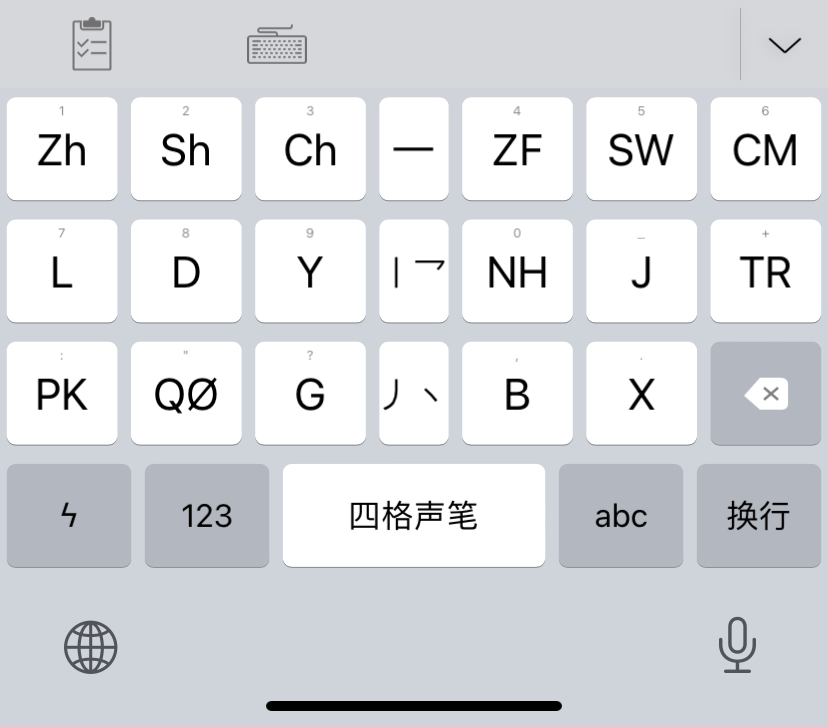 1 2 3 4 5 6
Zh Sh Ch 一 ZF SW CM
7 8 9 0 _ +
L D Y 丨 乛 NH J TR
: " ? , .
PK QØ G 丿 丶 B X
ϟ 123 四格声笔 abc 换行